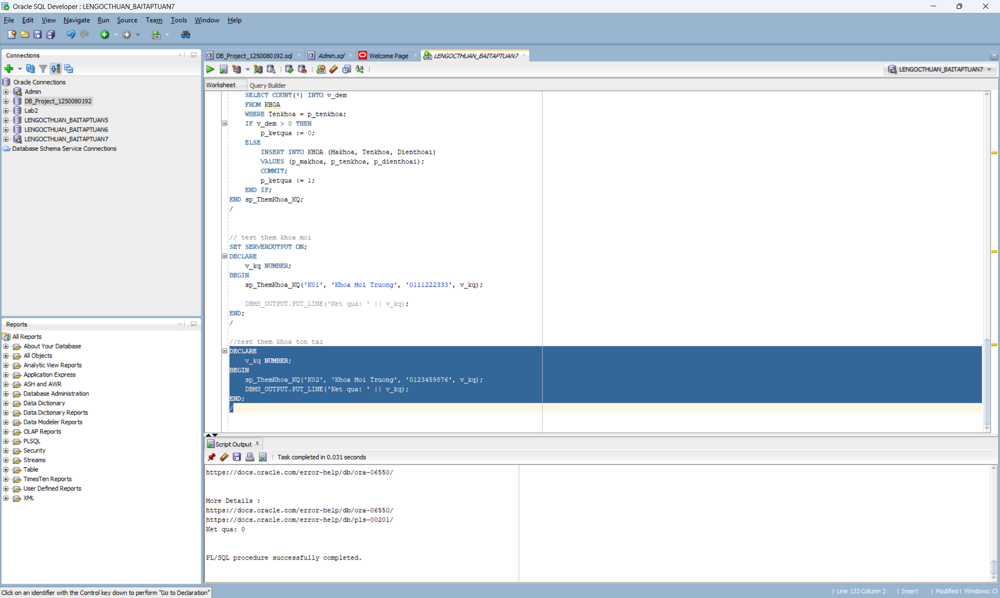 Oracle SQL Developer : LENGOCTHUAN_BAITAPTUAN7
File Edit View Navigate Run Source Team Tools Window Help
Connections
Oracle Connections
Admin
DB_Project_1250080192
Lab2
LENGOCTHUAN_BAITAPTUAN5
LENGOCTHUAN_BAITAPTUAN6
LENGOCTHUAN_BAITAPTUAN7
Database Schema Service Connections
Reports
All Reports
About Your Database
All Objects
Analytic View Reports
Application Express
ASH and AWR
Database Administration
Data Dictionary
Data Dictionary Reports
Data Modeler Reports
OLAP Reports
PLSQL
Security
Streams
Table
TimesTen Reports
User Defined Reports
XML
DB_Project_1250080192.sql Admin.sql Welcome Page LENGOCTHUAN_BAITAPTUAN7
LENGOCTHUAN_BAITAPTUAN7
Worksheet Query Builder
SELECT COUNT(*) INTO v_dem
FROM KHOA
WHERE Tenkhoa = p_tenkhoa;
IF v_dem > 0 THEN
p_ketqua := 0;
ELSE
INSERT INTO KHOA (Makhoa, Tenkhoa, Dienthoai)
VALUES (p_makhoa, p_tenkhoa, p_dienthoai);
COMMIT;
p_ketqua := 1;
END IF;
END sp_ThemKhoa_KQ;
/
// test them khoa moi
SET SERVEROUTPUT ON;
DECLARE
v_kq NUMBER;
BEGIN
sp_ThemKhoa_KQ('K01', 'Khoa Moi Truong', '0111222333', v_kq);
DBMS_OUTPUT.PUT_LINE('Ket qua: ' || v_kq);
END;
/
//test them khoa ton tai
DECLARE
v_kq NUMBER;
BEGIN
sp_ThemKhoa_KQ('K02', 'Khoa Moi Truong', '0123459876', v_kq);
DBMS_OUTPUT.PUT_LINE('Ket qua: ' || v_kq);
END;
/
Script Output
Task completed in 0.031 seconds
https://docs.oracle.com/error-help/db/ora-06550/
More Details :
https://docs.oracle.com/error-help/db/ora-06550/
https://docs.oracle.com/error-help/db/pls-00201/
Ket qua: 0
PL/SQL procedure successfully completed.
Click on an identifier with the Control key down to perform "Go to Declaration"
Line 133 Column 2 | Insert | Modified | Windows: